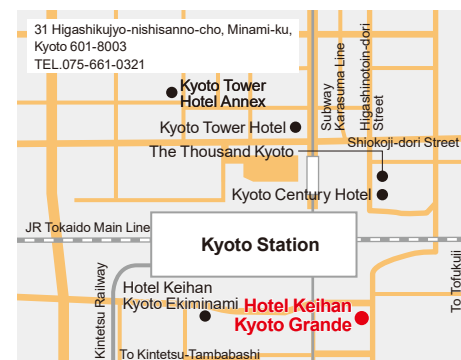 31 Higashikujyo-nishisanno-cho, Minami-ku,
Kyoto 601-8003
TEL.075-661-0321
Kyoto Tower
Hotel Annex
Kyoto Tower Hotel
Subway
Karasuma Line
Higashinotoin-dori
Street
Shiokoji-dori Street
The Thousand Kyoto
Kyoto Century Hotel
JR Tokaido Main Line
Kyoto Station
To Tofukuji
Kintetsu Railway
Hotel Keihan
Kyoto Ekiminami
Hotel Keihan
Kyoto Grande
To Kintetsu-Tambabashi